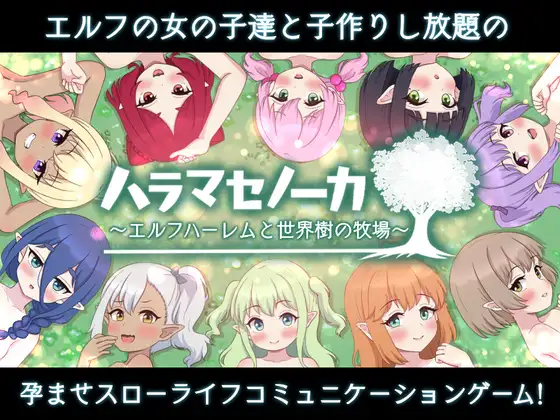 エルフの女の子達と子作りし放題の
ハラマセノーカ
～エルフハーレムと世界樹の牧場～
孕ませスローライフコミュニケーションゲーム!